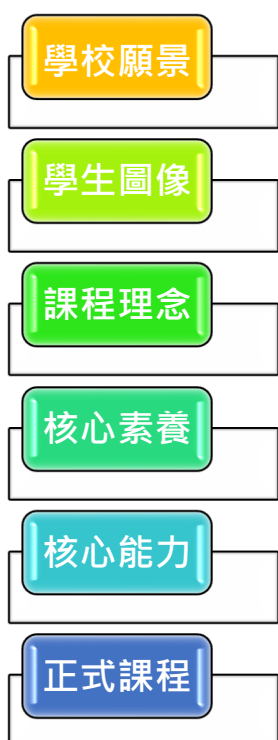 學校願景
學生圖像
課程理念
核心素養
核心能力
正式課程